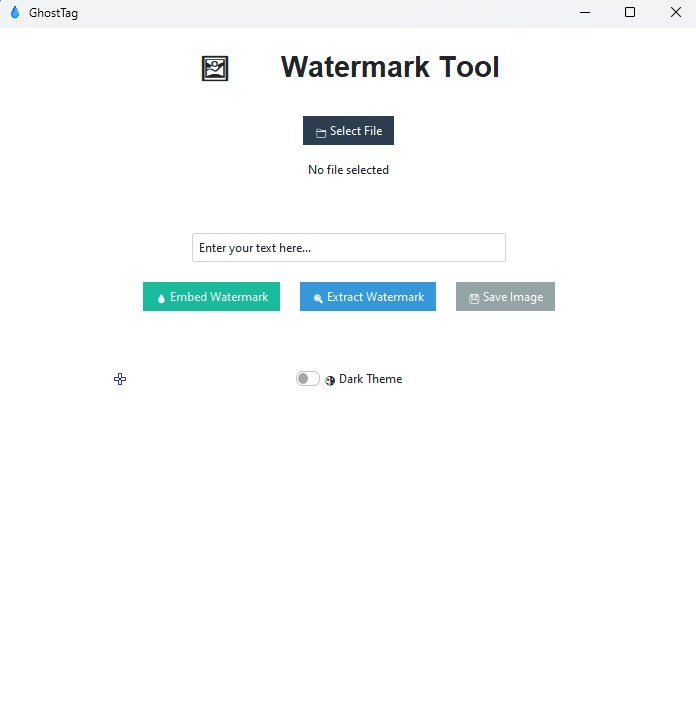 GhostTag
Watermark Tool
Select File
No file selected
Enter your text here...
Embed Watermark
Extract Watermark
Save Image
Dark Theme